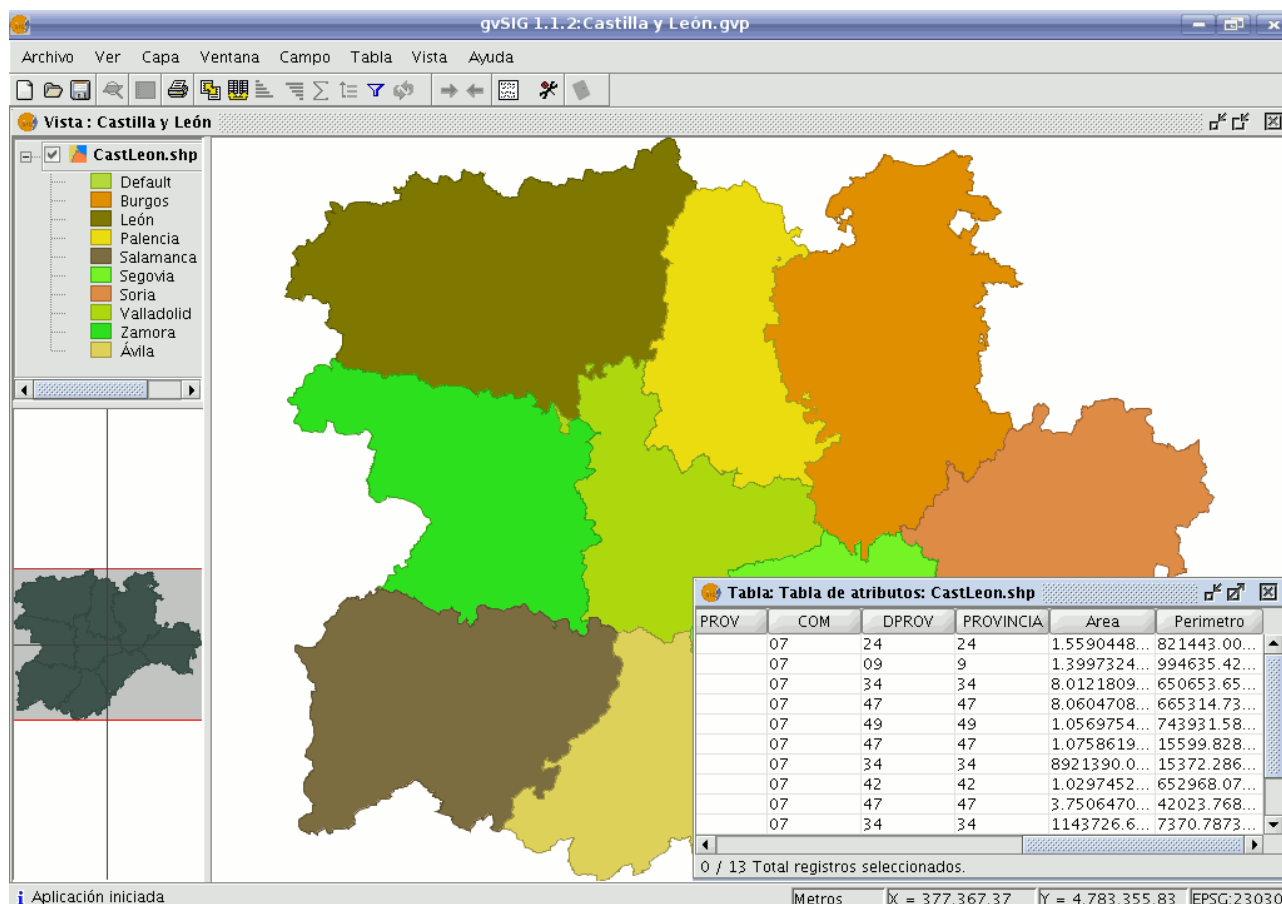 gvSIG 1.1.2:Castilla y León.gvp
Archivo Ver Capa Ventana Campo Tabla Vista Ayuda
Vista : Castilla y León
CastLeon.shp
Default
Burgos
León
Palencia
Salamanca
Segovia
Soria
Valladolid
Zamora
Ávila
Tabla: Tabla de atributos: CastLeon.shp
PROV COM DPROV PROVINCIA Area Perimetro
07 24 24 1.5590448... 821443.00...
07 09 9 1.3997324... 994635.42...
07 34 34 8.0121809... 650653.65...
07 47 47 8.0604708... 665314.73...
07 49 49 1.0569754... 743931.58...
07 47 47 1.0758619... 15599.828...
07 34 34 8921390.0... 15372.286...
07 42 42 1.0297452... 652968.07...
07 47 47 3.7506470... 42023.768...
07 34 34 1143726.6... 7370.7873...
0 / 13 Total registros seleccionados.
Aplicación iniciada
Metros X = 377.367,37 Y = 4.783.355,83 EPSG:23030